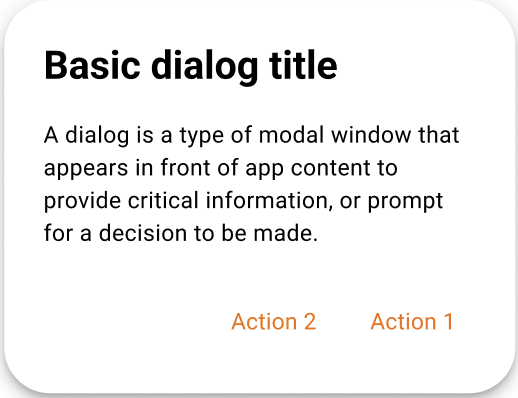 Basic dialog title
A dialog is a type of modal window that
appears in front of app content to
provide critical information, or prompt
for a decision to be made.
Action 2 Action 1